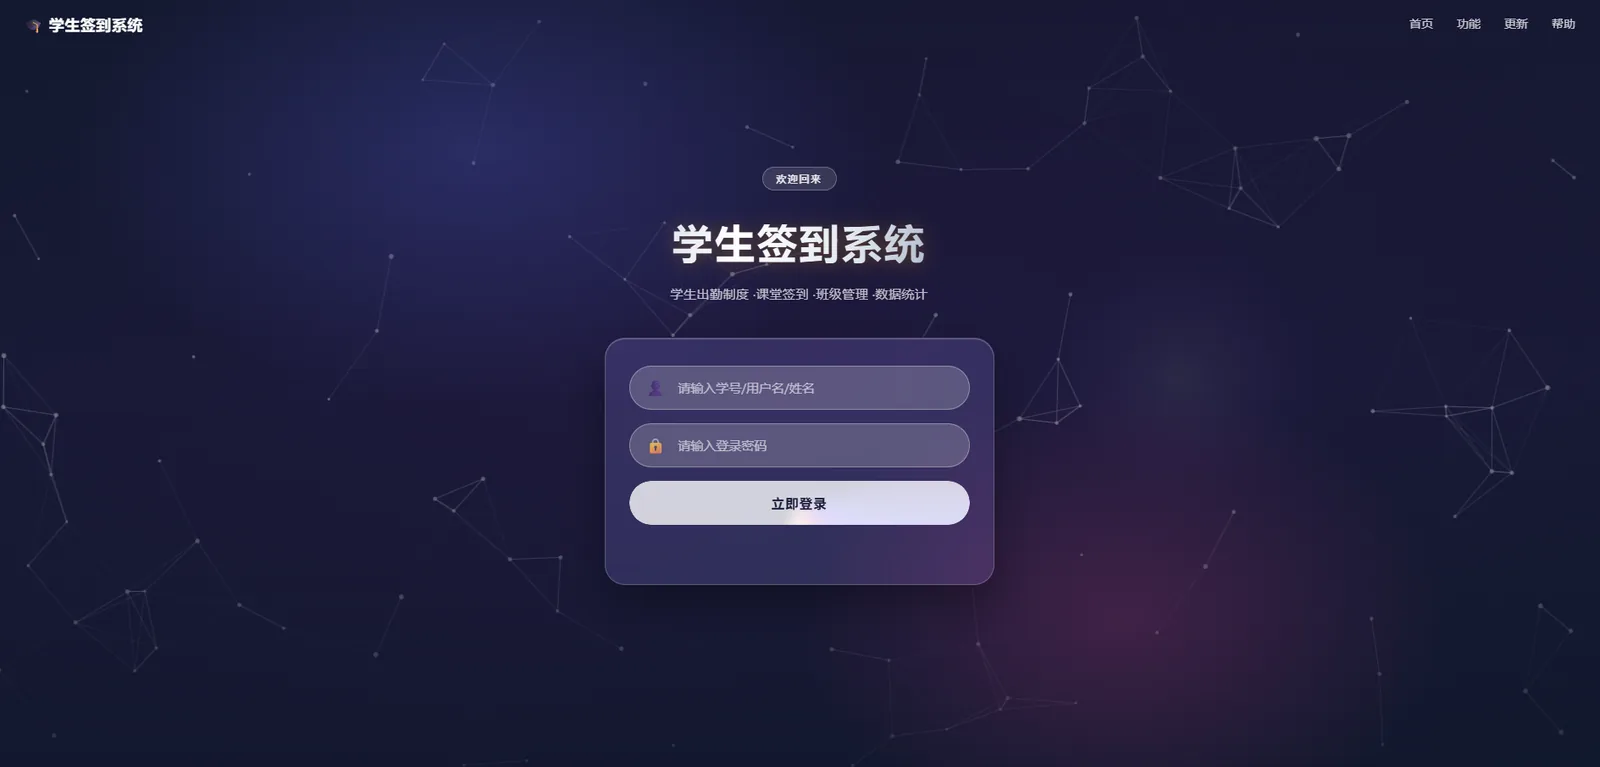 学生签到系统
首页 功能 更新 帮助
欢迎回来
学生签到系统
学生出勤制度 ·课堂签到 ·班级管理 ·数据统计
请输入学号/用户名/姓名
请输入登录密码
立即登录